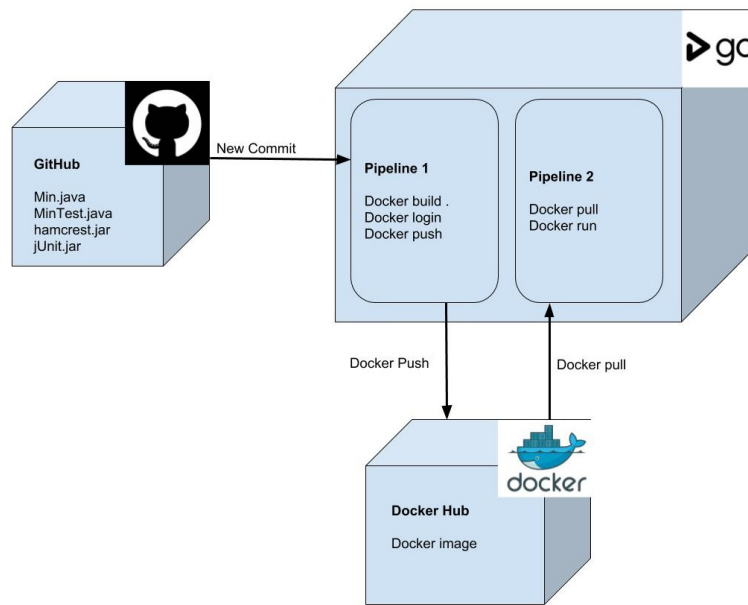 go
GitHub
Min.java
MinTest.java
hamcrest.jar
jUnit.jar
New Commit
Pipeline 1
Docker build .
Docker login
Docker push
Pipeline 2
Docker pull
Docker run
Docker Push
Docker pull
docker
Docker Hub
Docker image